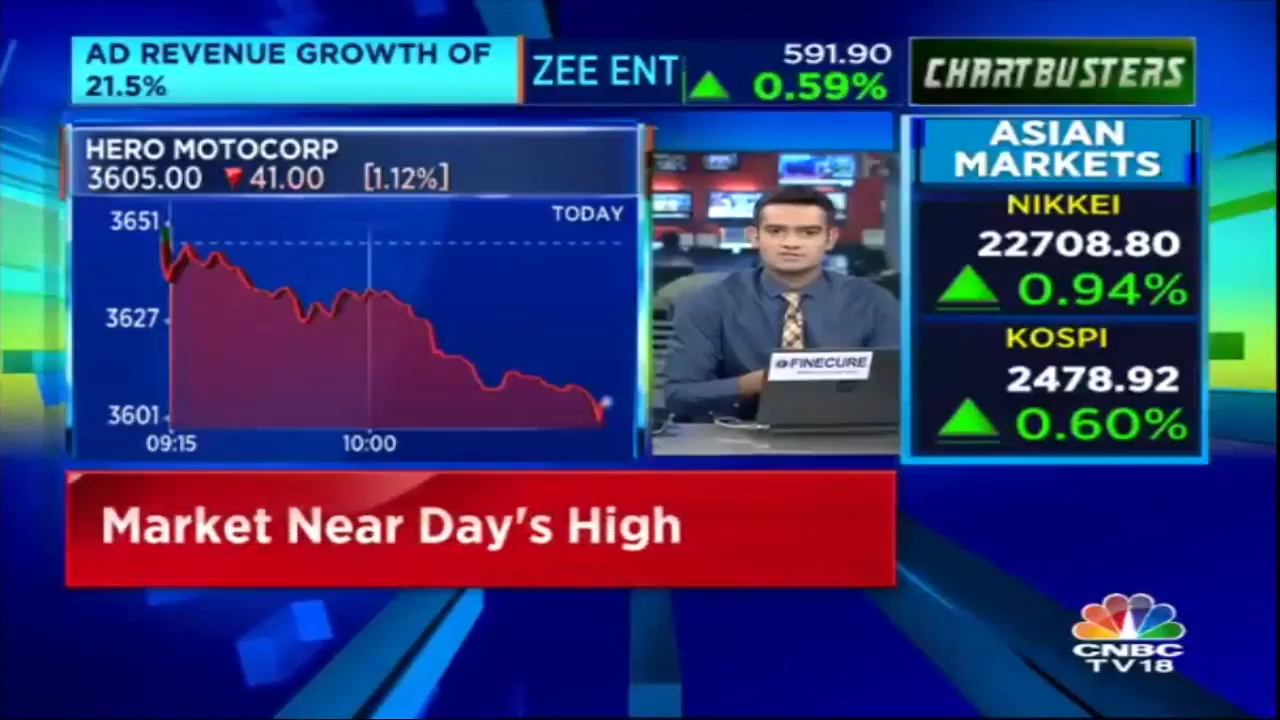 AD REVENUE GROWTH OF
21.5%
ZEE ENT
591.90
0.59%
CHARTBUSTERS
HERO MOTOCORP
3605.00 ▼ 41.00 [1.12%]
TODAY
3651
3627
3601
09:15
10:00
FINECURE
ASIAN
MARKETS
NIKKEI
22708.80
0.94%
KOSPI
2478.92
0.60%
Market Near Day's High
CNBC
TV18